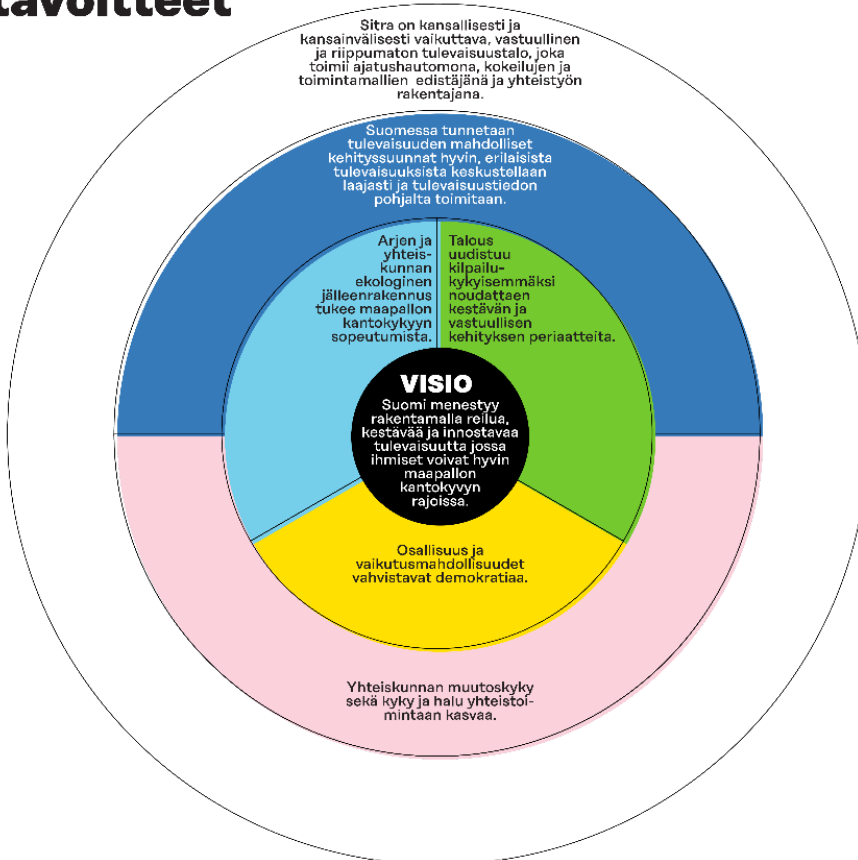 tavoitteet
Sitra on kansallisesti ja
kansainvälisesti vaikuttava, vastuullinen
ja riippumaton tulevaisuustalo, joka
toimii ajatushautomona, kokeilujen ja
toimintamallien edistäjänä ja yhteistyön
rakentajana.
Suomessa tunnetaan
tulevaisuuden mahdolliset
kehityssuunnat hyvin, erilaisista
tulevaisuuksista keskustellaan
laajasti ja tulevaisuustiedon
pohjalta toimitaan.
Arjen ja
yhteis-
kunnan
ekologinen
jälleenrakennus
tukee maapallon
kantokykyyn
sopeutumista.
Talous
uudistuu
kilpailu-
kykyisemmäksi
noudattaen
kestävän ja
vastuullisen
kehityksen periaatteita.
VISIO
Suomi menestyy
rakentamalla reilua,
kestävää ja innostavaa
tulevaisuutta jossa
ihmiset voivat hyvin
maapallon
kantokyvyn
rajoissa.
Osallisuus ja
vaikutusmahdollisuudet
vahvistavat demokratiaa.
Yhteiskunnan muutoskyky
sekä kyky ja halu yhteistoi-
mintaan kasvaa.